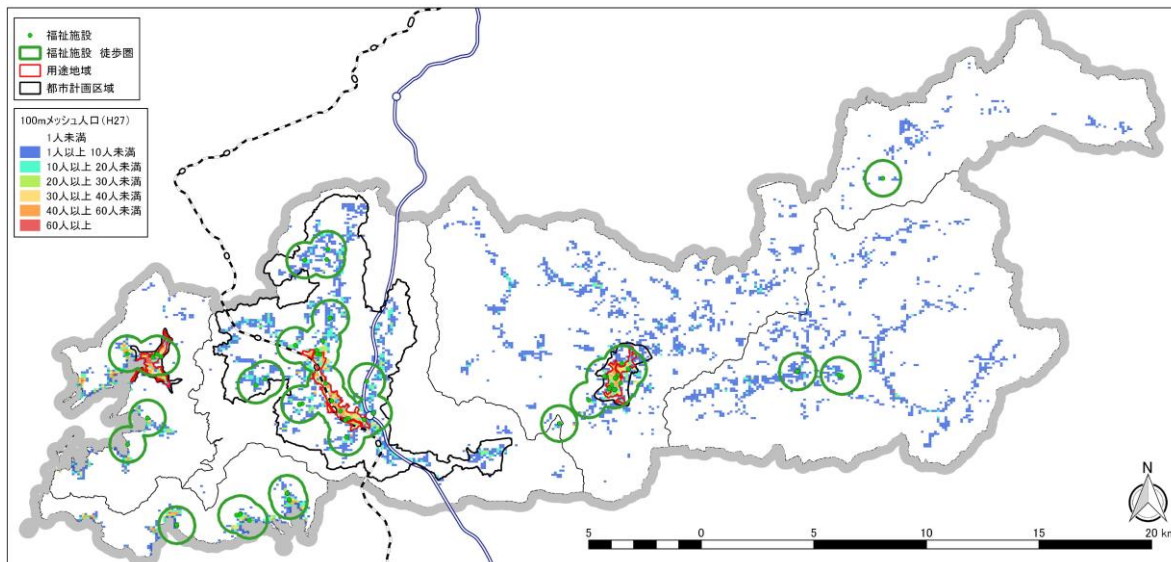 福祉施設
福祉施設 徒歩圏
用途地域
都市計画区域
100mメッシュ人口(H27)
1人未満
1人以上 10人未満
10人以上 20人未満
20人以上 30人未満
30人以上 40人未満
40人以上 60人未満
60人以上
N
5 0 5 10 15 20 km